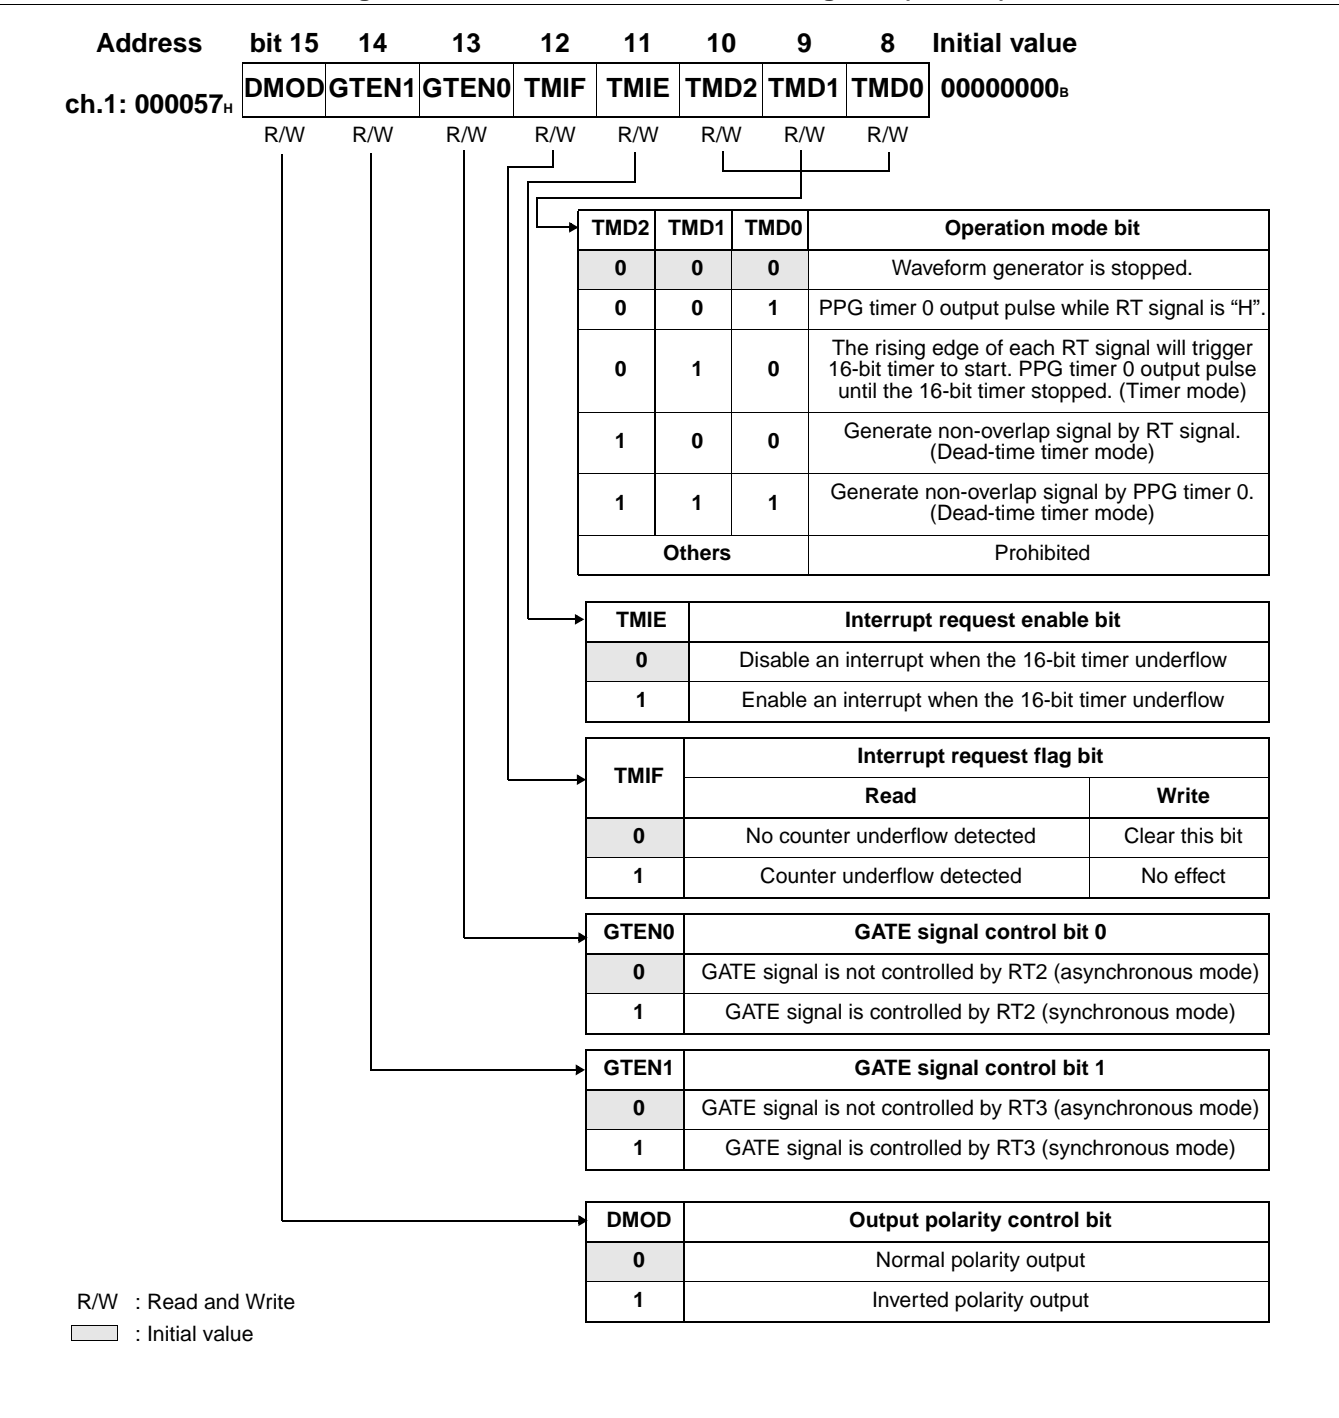 Address bit 15 14 13 12 11 10 9 8 Initial value
ch.1: 000057H DMOD GTEN1 GTEN0 TMIF TMIE TMD2 TMD1 TMD0 00000000B
R/W R/W R/W R/W R/W R/W R/W R/W
TMD2 TMD1 TMD0 Operation mode bit
0 0 0 Waveform generator is stopped.
0 0 1 PPG timer 0 output pulse while RT signal is “H”.
The rising edge of each RT signal will trigger
0 1 0 16-bit timer to start. PPG timer 0 output pulse
until the 16-bit timer stopped. (Timer mode)
1 0 0 Generate non-overlap signal by RT signal.
(Dead-time timer mode)
1 1 1 Generate non-overlap signal by PPG timer 0.
(Dead-time timer mode)
Others Prohibited
TMIE Interrupt request enable bit
0 Disable an interrupt when the 16-bit timer underflow
1 Enable an interrupt when the 16-bit timer underflow
TMIF Interrupt request flag bit
Read Write
0 No counter underflow detected Clear this bit
1 Counter underflow detected No effect
GTEN0 GATE signal control bit 0
0 GATE signal is not controlled by RT2 (asynchronous mode)
1 GATE signal is controlled by RT2 (synchronous mode)
GTEN1 GATE signal control bit 1
0 GATE signal is not controlled by RT3 (asynchronous mode)
1 GATE signal is controlled by RT3 (synchronous mode)
DMOD Output polarity control bit
0 Normal polarity output
1 Inverted polarity output
R/W : Read and Write
: Initial value